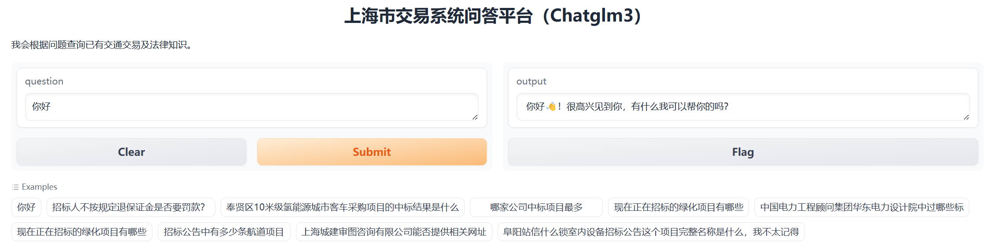 上海市交易系统问答平台（Chatglm3）
我会根据问题查询已有交通交易及法律知识。
question
你好
Clear
Submit
output
你好👋！很高兴见到你，有什么我可以帮你的吗？
Flag
Examples
你好
招标人不按规定退保证金是否要罚款？
奉贤区10米级氢能源城市客车采购项目的中标结果是什么
哪家公司中标项目最多
现在正在招标的绿化项目有哪些
中国电力工程顾问集团华东电力设计院中过哪些标
现在正在招标的绿化项目有哪些
招标公告中有多少条航道项目
上海城建审图咨询有限公司能否提供相关网址
阜阳站信什么锁室内设备招标公告这个项目完整名称是什么，我不太记得